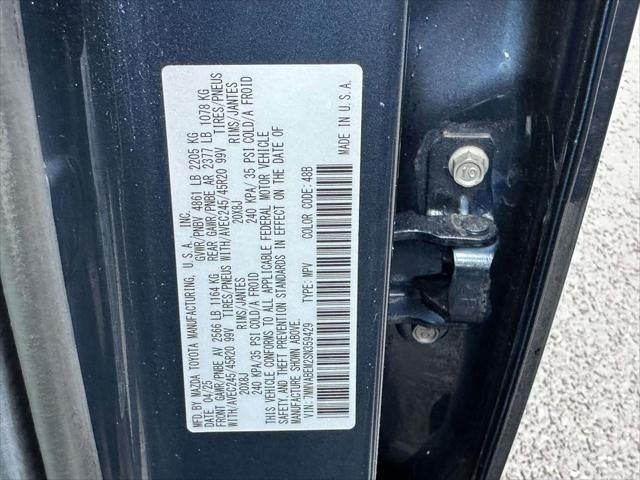 MFD. BY MAZDA TOYOTA MANUFACTURING, U.S.A., INC.
DATE 04/25 GVWR/PNBV 4861 LB 2205 KG
FRONT GAWR/PNBE AV 2566 LB 1164 KG REAR GAWR/PNBE AR 2377 LB 1078 KG
WITH/AVEC245/45R20 99V TIRES/PNEUS WITH/AVEC245/45R20 99V TIRES/PNEUS
20X8J RIMS/JANTES 20X8J RIMS/JANTES
240 KPA/35 PSI COLD/A FROID 240 KPA/ 35 PSI COLD/A FROID
THIS VEHICLE CONFORMS TO ALL APPLICABLE FEDERAL MOTOR VEHICLE
SAFETY, AND THEFT PREVENTION STANDARDS IN EFFECT ON THE DATE OF
MANUFACTURE SHOWN ABOVE.
VIN: 7MMVABEM2SN359429 TYPE: MPV COLOR CODE: 48B
MADE IN U.S.A.
10